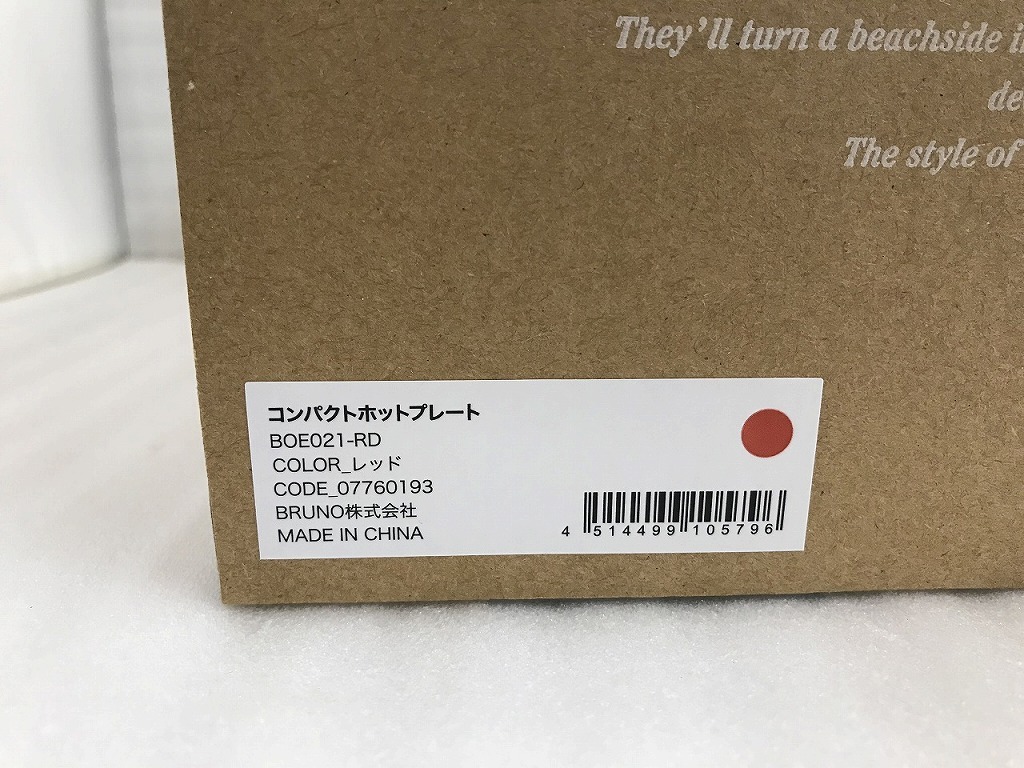 They'll turn a beachside
The style of
コンパクトホットプレート
BOE021-RD
COLOR_レッド
CODE_07760193
BRUNO株式会社
MADE IN CHINA
4 514499 105796